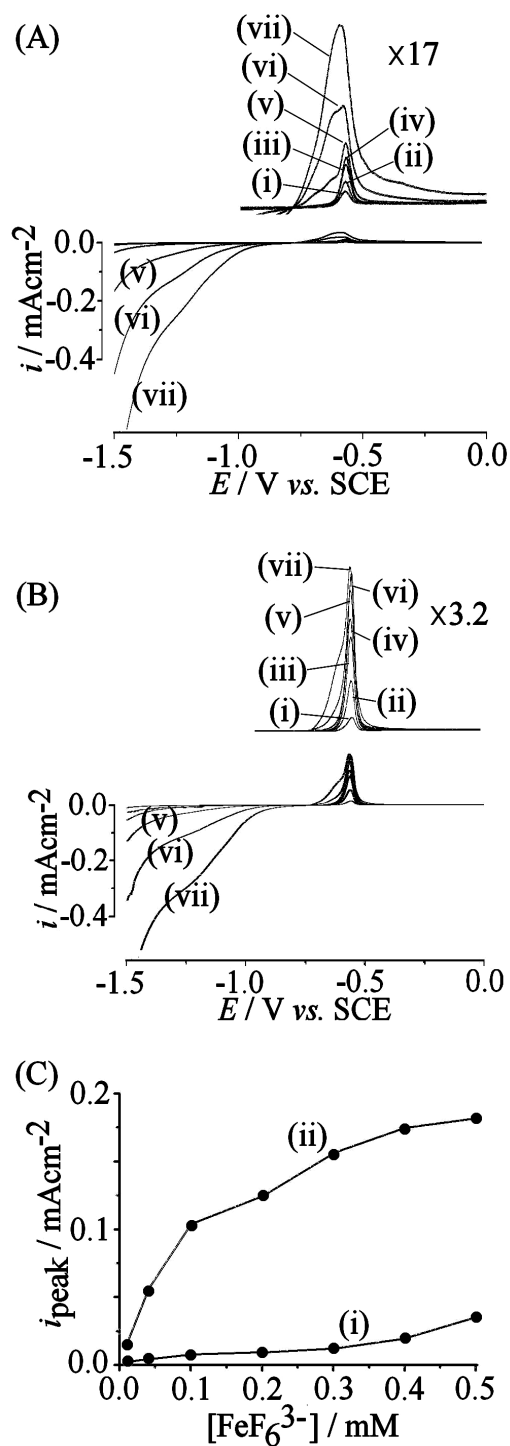 (A)
(vii)
×17
(vi)
(v)
(iv)
(iii)
(ii)
(i)
0.0
-0.2
-0.4
i / mAcm-2
(v)
(vi)
(vii)
-1.5
-1.0
-0.5
0.0
E / V vs. SCE
(B)
(vii)
(vi)
×3.2
(v)
(iv)
(iii)
(ii)
(i)
0.0
-0.2
-0.4
i / mAcm-2
(v)
(vi)
(vii)
-1.5
-1.0
-0.5
0.0
E / V vs. SCE
(C)
0.2
0.1
0.0
ipeak / mAcm-2
(ii)
(i)
0.0
0.1
0.2
0.3
0.4
0.5
[FeF6 3-] / mM